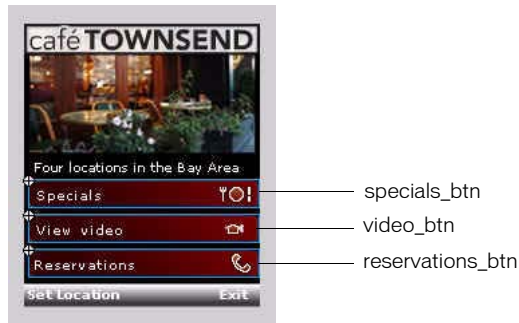 café TOWNSEND
Four locations in the Bay Area
Specials
specials_btn
View video
video_btn
Reservations
reservations_btn
Set Location Exit